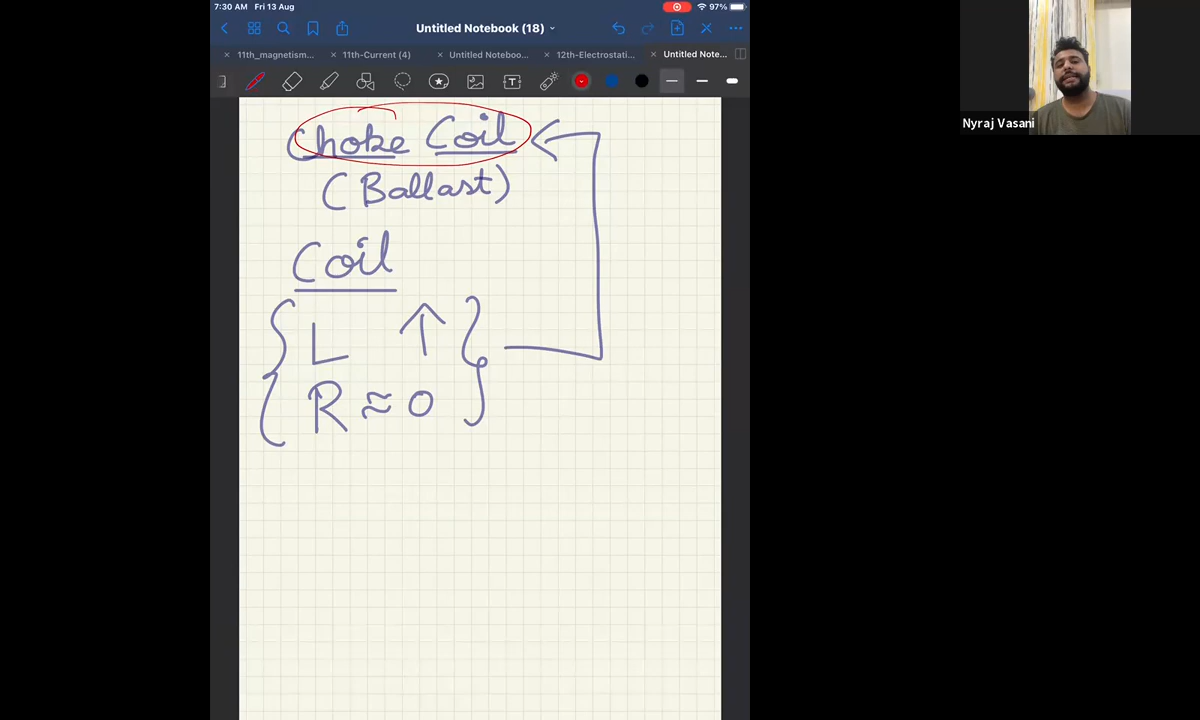 7:30 AM Fri 13 Aug
97%
Untitled Notebook (18)
11th_magnetism...
11th-Current (4)
Untitled Noteboo...
12th-Electrostati...
Untitled Note...
Choke Coil
(Ballast)
Coil
L ↑
R ≈ 0
Nyraj Vasani